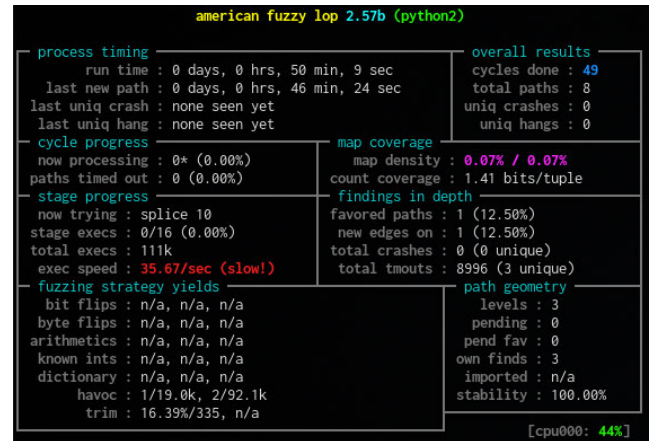 american fuzzy lop 2.57b (python2)
process timing
run time : 0 days, 0 hrs, 50 min, 9 sec
last new path : 0 days, 0 hrs, 46 min, 24 sec
last uniq crash : none seen yet
last uniq hang : none seen yet
overall results
cycles done : 49
total paths : 8
uniq crashes : 0
uniq hangs : 0
cycle progress
now processing : 0* (0.00%)
paths timed out : 0 (0.00%)
map coverage
map density : 0.07% / 0.07%
count coverage : 1.41 bits/tuple
stage progress
now trying : splice 10
stage execs : 0/16 (0.00%)
total execs : 111k
exec speed : 35.67/sec (slow!)
findings in depth
favored paths : 1 (12.50%)
new edges on : 1 (12.50%)
total crashes : 0 (0 unique)
total tmouts : 8996 (3 unique)
fuzzing strategy yields
bit flips : n/a, n/a, n/a
byte flips : n/a, n/a, n/a
arithmetics : n/a, n/a, n/a
known ints : n/a, n/a, n/a
dictionary : n/a, n/a, n/a
havoc : 1/19.0k, 2/92.1k
trim : 16.39%/335, n/a
path geometry
levels : 3
pending : 0
pend fav : 0
own finds : 3
imported : n/a
stability : 100.00%
[cpu000: 44%]